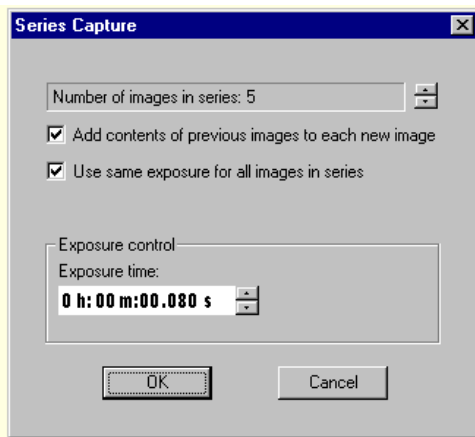 Series Capture
Number of images in series: 5
Add contents of previous images to each new image
Use same exposure for all images in series
Exposure control
Exposure time:
0 h: 00 m:00.080 s
OK
Cancel